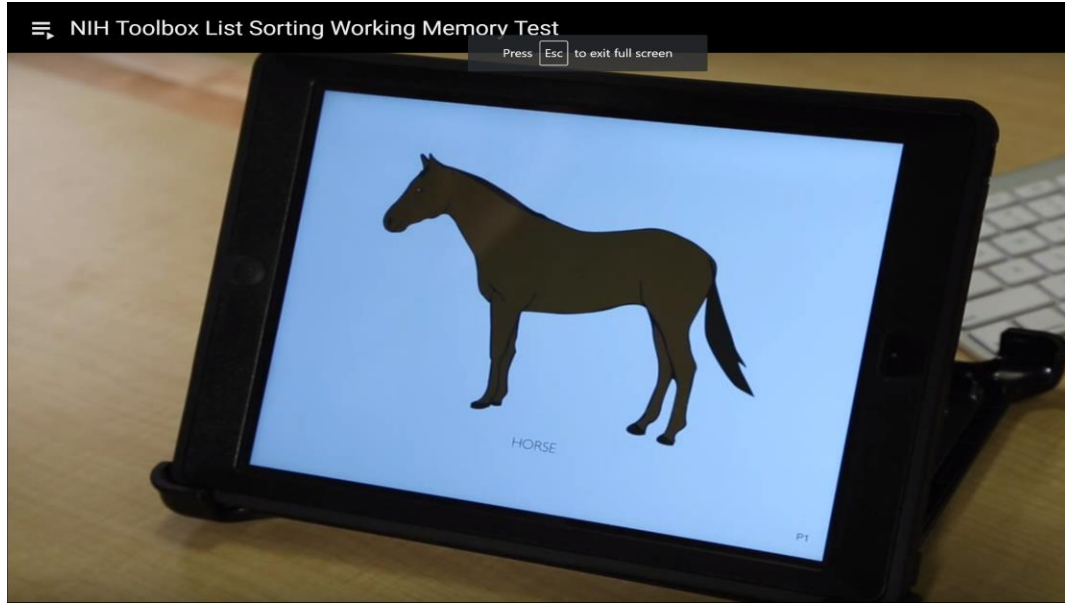 NIH Toolbox List Sorting Working Memory Test
Press Esc to exit full screen
HORSE
P1